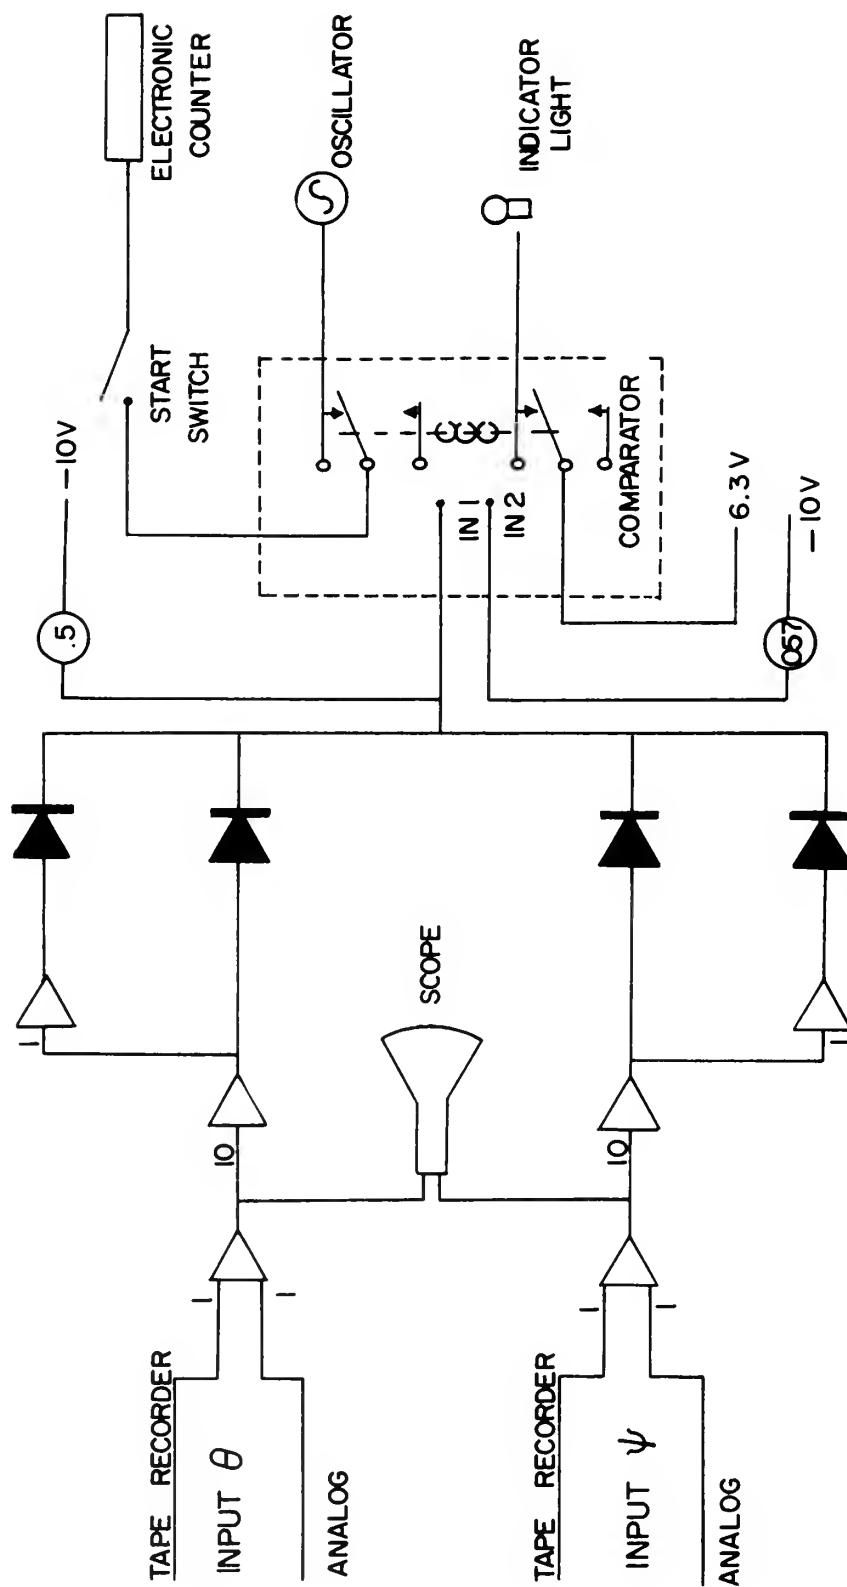 TAPE RECORDER
INPUT θ
ANALOG
1
1
10
1
TAPE RECORDER
INPUT ψ
ANALOG
1
1
10
1
SCOPE
.5
-10V
START
SWITCH
ELECTRONIC
COUNTER
OSCILLATOR
IN 1
IN 2
COMPARATOR
INDICATOR
LIGHT
6.3 V
.057
-10V